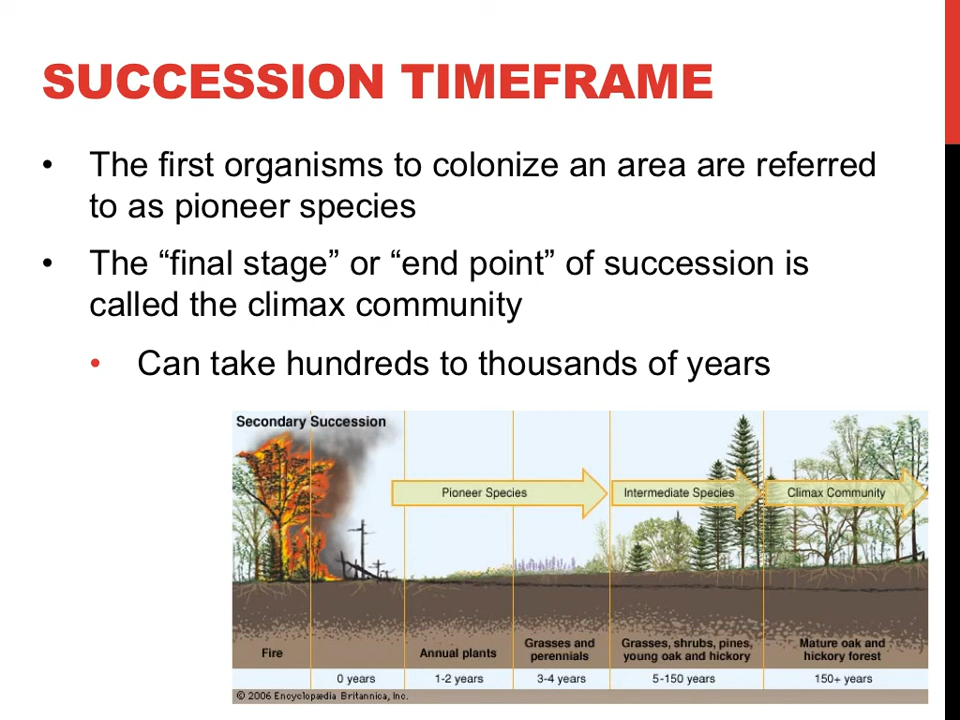 SUCCESSION TIMEFRAME
• The first organisms to colonize an area are referred
to as pioneer species
• The “final stage” or “end point” of succession is
called the climax community
• Can take hundreds to thousands of years
Secondary Succession
Pioneer Species
Intermediate Species
Climax Community
Fire
Annual plants
Grasses and
perennials
Grasses, shrubs, pines,
young oak and hickory
Mature oak and
hickory forest
0 years
1-2 years
3-4 years
5-150 years
150+ years
© 2006 Encyclopædia Britannica, Inc.